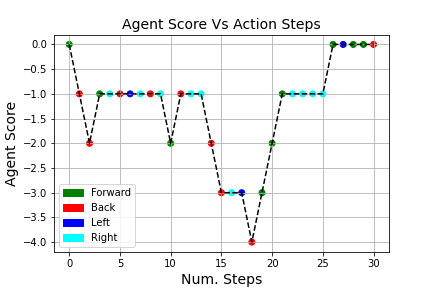 Agent Score Vs Action Steps
Agent Score
0.0
−0.5
−1.0
−1.5
−2.0
−2.5
−3.0
−3.5
−4.0
Forward
Back
Left
Right
0 5 10 15 20 25 30
Num. Steps